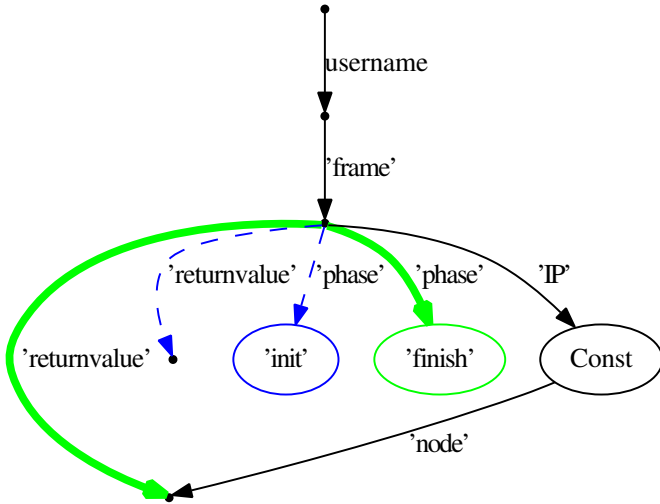 username
’frame’
’returnvalue’
’phase’
’phase’
’IP’
’returnvalue’
’init’
’finish’
Const
’node’